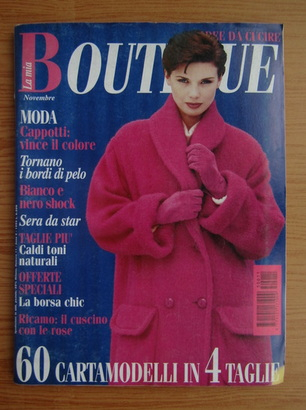 COSE DA CUCIRE
La mia
BOUTIQUE
Novembre
MODA
Cappotti:
vince il colore
Tornano
i bordi di pelo
Bianco e
nero shock
Sera da star
TAGLIE PIU'
Caldi toni
naturali
OFFERTE
SPECIALI
La borsa chic
Ricamo: il cuscino
con le rose
60 CARTAMODELLI IN 4 TAGLIE